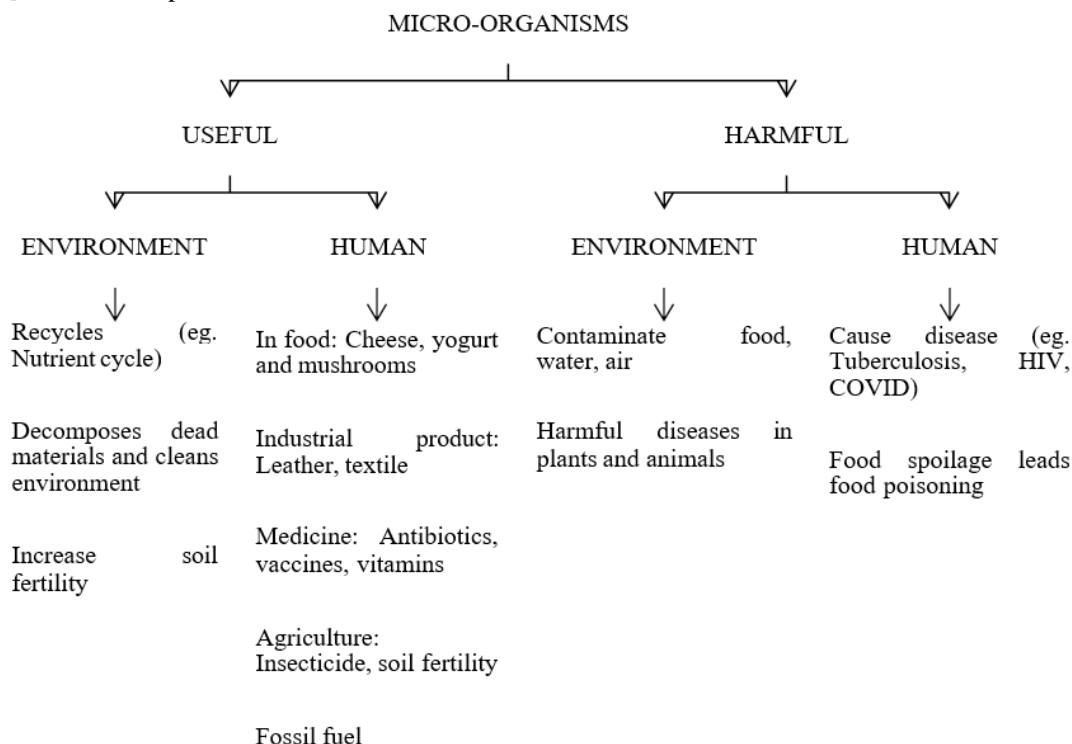 MICRO-ORGANISMS
USEFUL
HARMFUL
ENVIRONMENT
HUMAN
ENVIRONMENT
HUMAN
Recycles (eg.
Nutrient cycle)
Decomposes dead
materials and cleans
environment
Increase soil
fertility
In food: Cheese, yogurt
and mushrooms
Industrial product:
Leather, textile
Medicine: Antibiotics,
vaccines, vitamins
Agriculture:
Insecticide, soil fertility
Fossil fuel
Contaminate food,
water, air
Harmful diseases in
plants and animals
Cause disease (eg.
Tuberculosis, HIV,
COVID)
Food spoilage leads
food poisoning